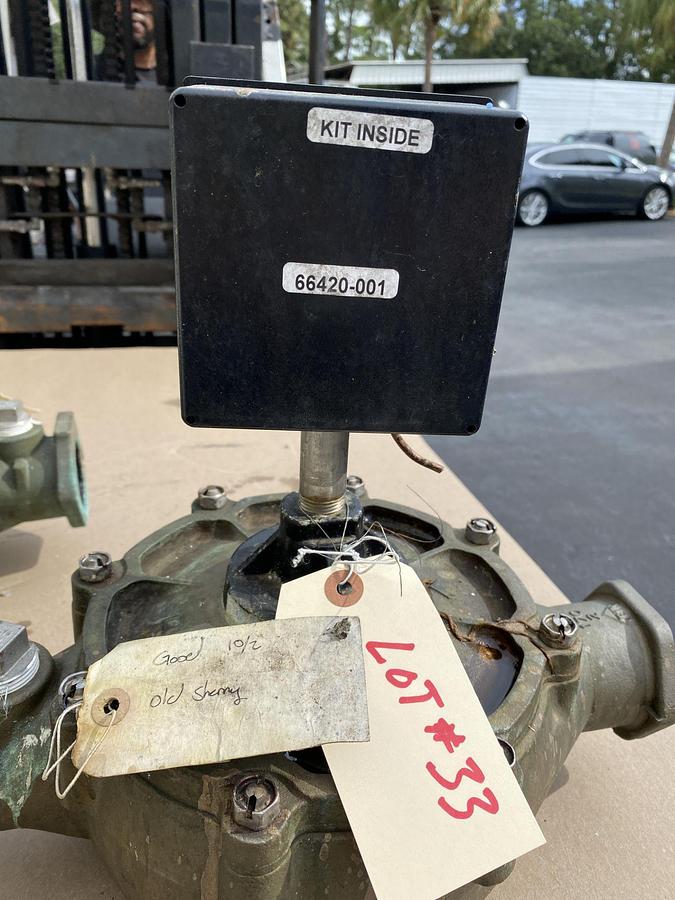 KIT INSIDE
66420-001
Good 10/2
old Sherry
LOT #33